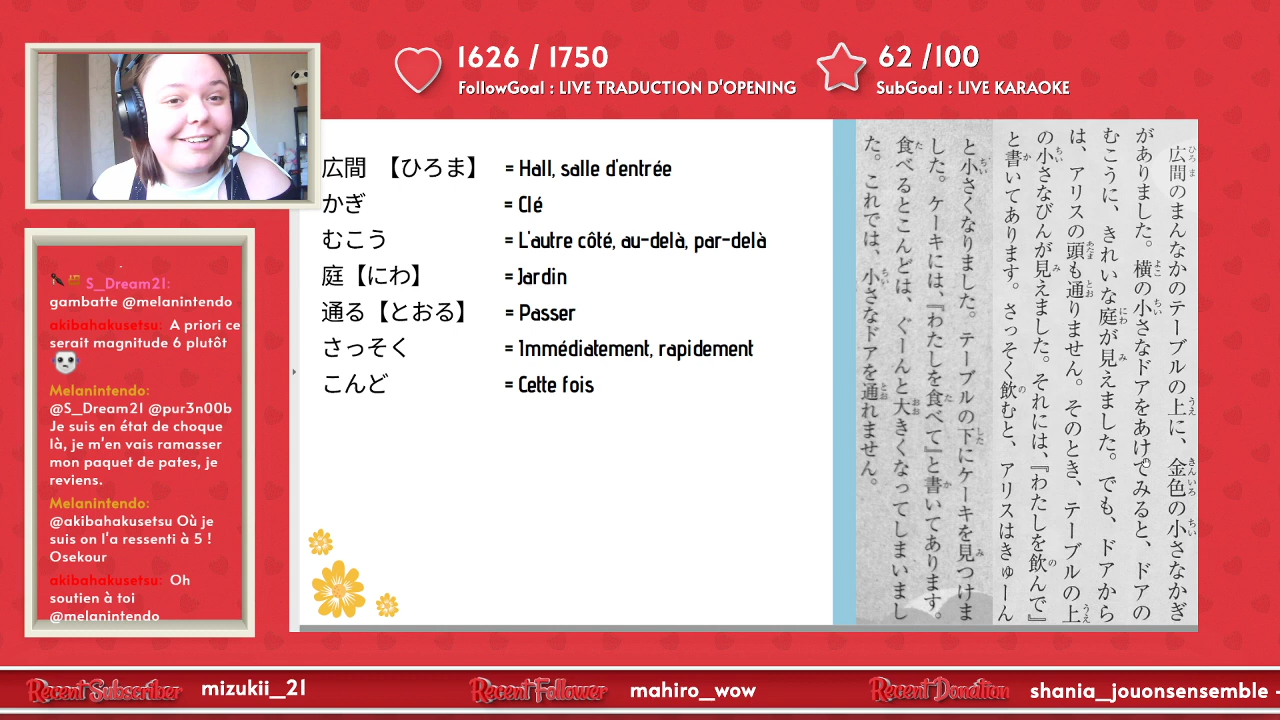 1626 / 1750
FollowGoal : LIVE TRADUCTION D'OPENING
62 /100
SubGoal : LIVE KARAOKE
広間 【ひろま】 = Hall, salle d'entrée
かぎ = Clé
むこう = L'autre côté, au-delà, par-delà
庭【にわ】 = Jardin
通る【とおる】 = Passer
さっそく = Immédiatement, rapidement
こんど = Cette fois
広間のまんなかのテーブルの上に、金色の小さなかぎ
がありました。横の小さなドアをあけてみると、ドアの
むこうに、きれいな庭が見えました。でも、ドアから
は、アリスの頭も通りません。そのとき、テーブルの上
の小さなびんが見えました。それには、『わたしを飲んで』
と書いてあります。さっそく飲むと、アリスはきゅーん
と小さくなりました。テーブルの下にケーキを見つけま
した。ケーキには、『わたしを食べて』と書いてあります。
食べるとこんどは、ぐーんと大きくなってしまいまし
た。これでは、小さなドアを通れません。
S_Dream21:
gambatte @melanintendo
akibahakusetsu: A priori ce
serait magnitude 6 plutôt
Melanintendo:
@S_Dream21 @pur3n00b
Je suis en état de choque
là, je m'en vais ramasser
mon paquet de pates, je
reviens.
Melanintendo:
@akibahakusetsu Où je
suis on l'a ressenti à 5 !
Osekour
akibahakusetsu: Oh
soutien à toi
@melanintendo
Recent Subscriber mizukii_21
Recent Follower mahiro_wow
Recent Donation shania_jouonsensemble -